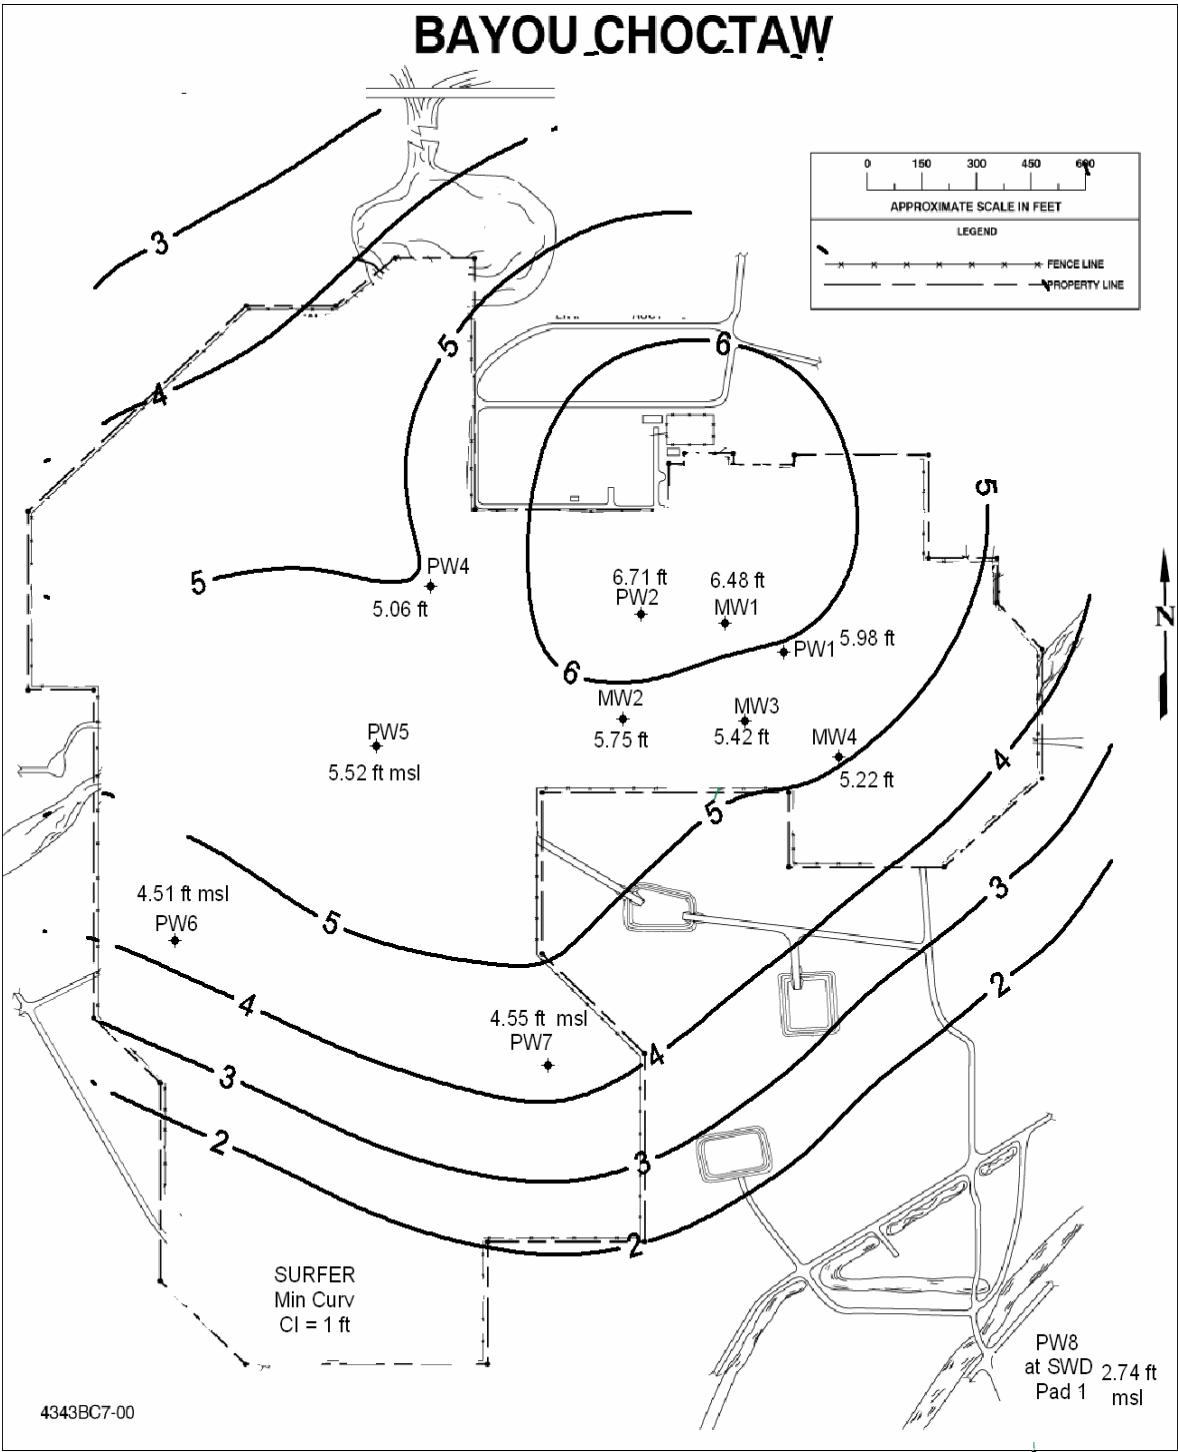 BAYOU CHOCTAW
0 150 300 450 600
APPROXIMATE SCALE IN FEET
LEGEND
FENCE LINE
PROPERTY LINE
3
4
5
6
5
5
PW4
5.06 ft
6.71 ft
PW2
6.48 ft
MW1
PW1 5.98 ft
N
6
MW2
5.75 ft
MW3
5.42 ft
MW4
5.22 ft
PW5
5.52 ft msl
4
5
4.51 ft msl
PW6
5
3
4
2
4.55 ft msl
PW7
4
3
3
2
2
SURFER
Min Curv
CI = 1 ft
PW8
at SWD
Pad 1
2.74 ft
msl
4343BC7-00